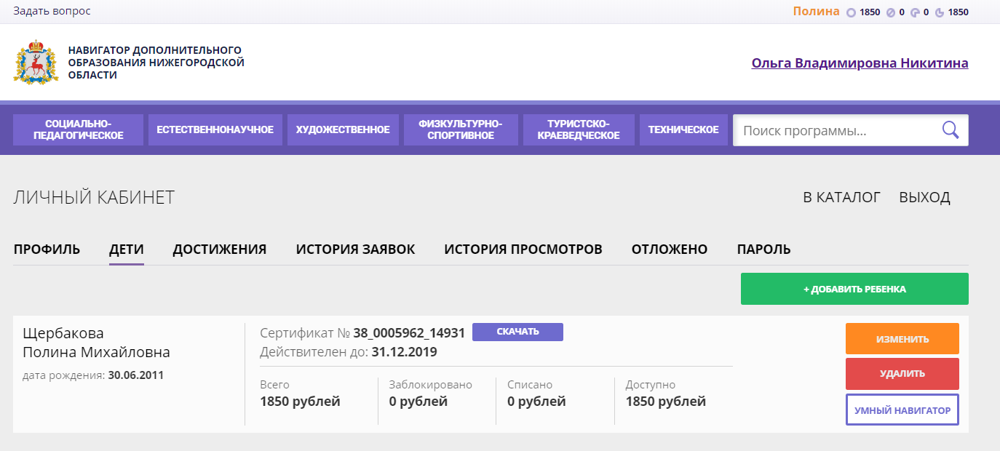 Задать вопрос
Полина 1850 0 0 1850
НАВИГАТОР ДОПОЛНИТЕЛЬНОГО
ОБРАЗОВАНИЯ НИЖЕГОРОДСКОЙ
ОБЛАСТИ
Ольга Владимировна Никитина
СОЦИАЛЬНО-
ПЕДАГОГИЧЕСКОЕ
ЕСТЕСТВЕННОНАУЧНОЕ
ХУДОЖЕСТВЕННОЕ
ФИЗКУЛЬТУРНО-
СПОРТИВНОЕ
ТУРИСТСКО-
КРАЕВЕДЧЕСКОЕ
ТЕХНИЧЕСКОЕ
Поиск программы...
ЛИЧНЫЙ КАБИНЕТ
В КАТАЛОГ ВЫХОД
ПРОФИЛЬ ДЕТИ ДОСТИЖЕНИЯ ИСТОРИЯ ЗАЯВОК ИСТОРИЯ ПРОСМОТРОВ ОТЛОЖЕНО ПАРОЛЬ
+ ДОБАВИТЬ РЕБЕНКА
Щербакова
Полина Михайловна
дата рождения: 30.06.2011
Сертификат № 38_0005962_14931 СКАЧАТЬ
Действителен до: 31.12.2019
Всего
1850 рублей
Заблокировано
0 рублей
Списано
0 рублей
Доступно
1850 рублей
ИЗМЕНИТЬ
УДАЛИТЬ
УМНЫЙ НАВИГАТОР